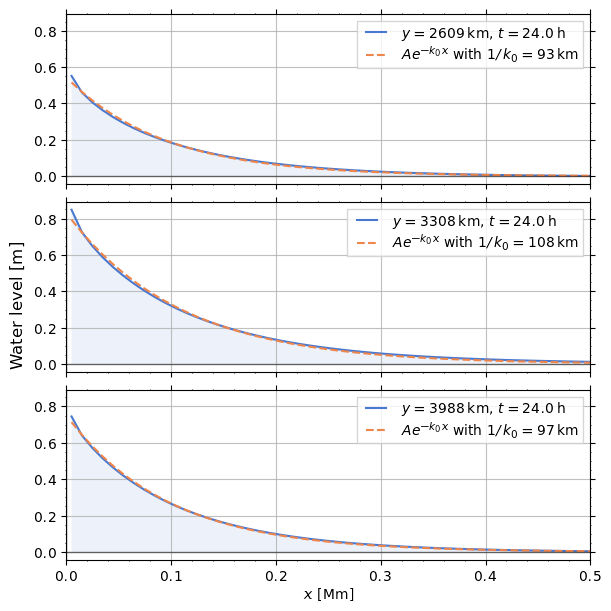 0.8
0.6
0.4
0.2
0.0
y = 2609 km, t = 24.0 h
Ae^{-k_0 x} with 1/k_0 = 93 km
0.8
0.6
0.4
0.2
0.0
y = 3308 km, t = 24.0 h
Ae^{-k_0 x} with 1/k_0 = 108 km
Water level [m]
0.8
0.6
0.4
0.2
0.0
y = 3988 km, t = 24.0 h
Ae^{-k_0 x} with 1/k_0 = 97 km
0.0 0.1 0.2 0.3 0.4 0.5
x [Mm]